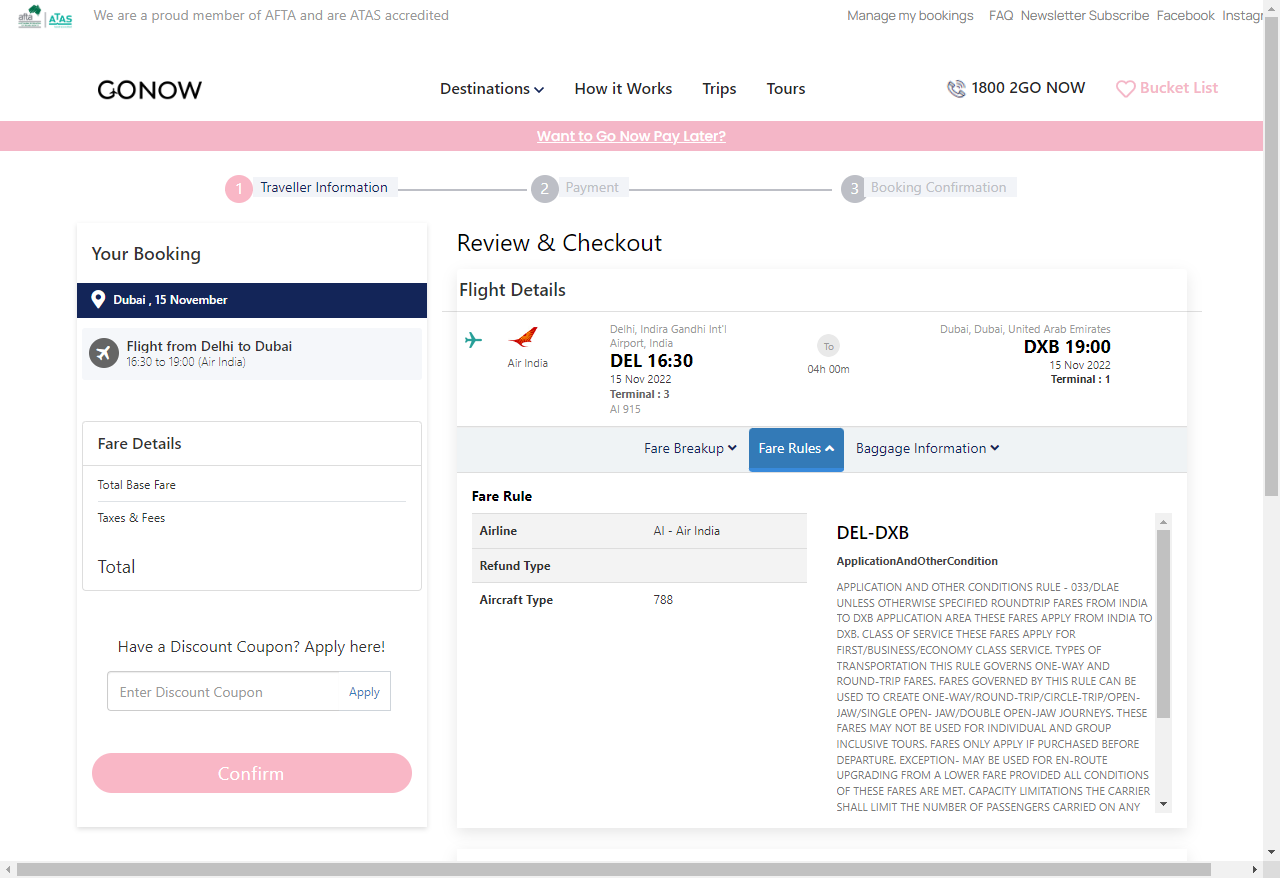 afta ATAS We are a proud member of AFTA and are ATAS accredited Manage my bookings FAQ Newsletter Subscribe Facebook
GONOW Destinations How it Works Trips Tours 1800 2GO NOW Bucket List
Want to Go Now Pay Later?
1 Traveller Information 2 Payment 3 Booking Confirmation
Your Booking
Dubai , 15 November
Flight from Delhi to Dubai
16:30 to 19:00 (Air India)
Fare Details
Total Base Fare
Taxes & Fees
Total
Have a Discount Coupon? Apply here!
Enter Discount Coupon Apply
Confirm
Review & Checkout
Flight Details
Air India
Delhi, Indira Gandhi Int'l
Airport, India
DEL 16:30
15 Nov 2022
Terminal : 3
AI 915
To
04h 00m
Dubai, Dubai, United Arab Emirates
DXB 19:00
15 Nov 2022
Terminal : 1
Fare Breakup Fare Rules Baggage Information
Fare Rule
Airline AI - Air India
Refund Type
Aircraft Type 788
DEL-DXB
ApplicationAndOtherCondition
APPLICATION AND OTHER CONDITIONS RULE - 033/DLAE
UNLESS OTHERWISE SPECIFIED ROUNDTRIP FARES FROM INDIA
TO DXB APPLICATION AREA THESE FARES APPLY FROM INDIA TO
DXB. CLASS OF SERVICE THESE FARES APPLY FOR
FIRST/BUSINESS/ECONOMY CLASS SERVICE. TYPES OF
TRANSPORTATION THIS RULE GOVERNS ONE-WAY AND
ROUND-TRIP FARES. FARES GOVERNED BY THIS RULE CAN BE
USED TO CREATE ONE-WAY/ROUND-TRIP/CIRCLE-TRIP/OPEN-
JAW/SINGLE OPEN- JAW/DOUBLE OPEN-JAW JOURNEYS. THESE
FARES MAY NOT BE USED FOR INDIVIDUAL AND GROUP
INCLUSIVE TOURS. FARES ONLY APPLY IF PURCHASED BEFORE
DEPARTURE. EXCEPTION- MAY BE USED FOR EN-ROUTE
UPGRADING FROM A LOWER FARE PROVIDED ALL CONDITIONS
OF THESE FARES ARE MET. CAPACITY LIMITATIONS THE CARRIER
SHALL LIMIT THE NUMBER OF PASSENGERS CARRIED ON ANY